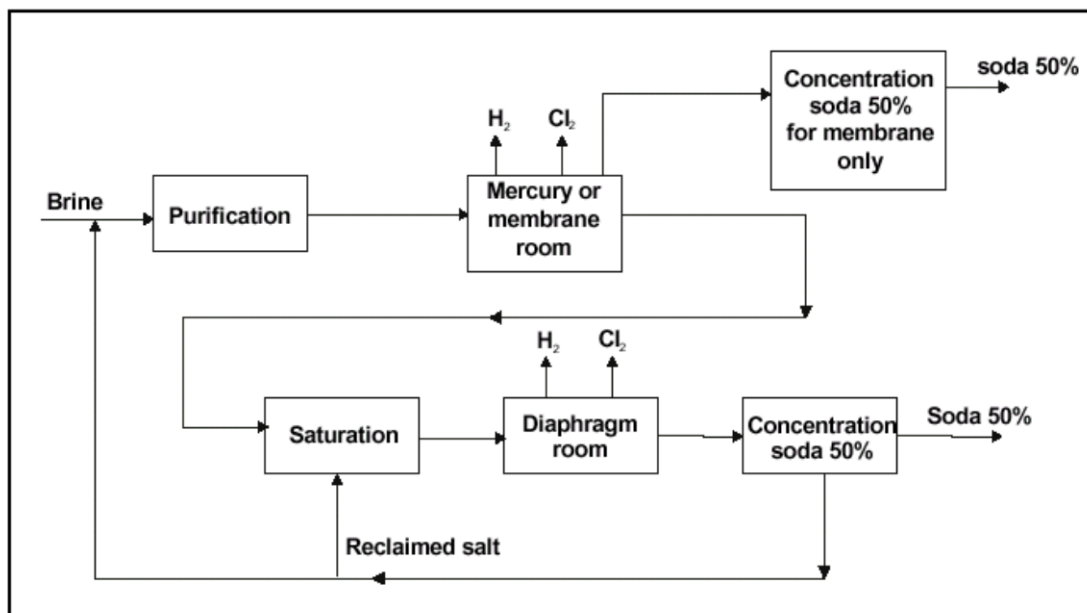 Concentration
soda 50%
for membrane
only
soda 50%
H₂
Cl₂
Brine
Purification
Mercury or
membrane
room
H₂
Cl₂
Saturation
Diaphragm
room
Concentration
soda 50%
Soda 50%
Reclaimed salt